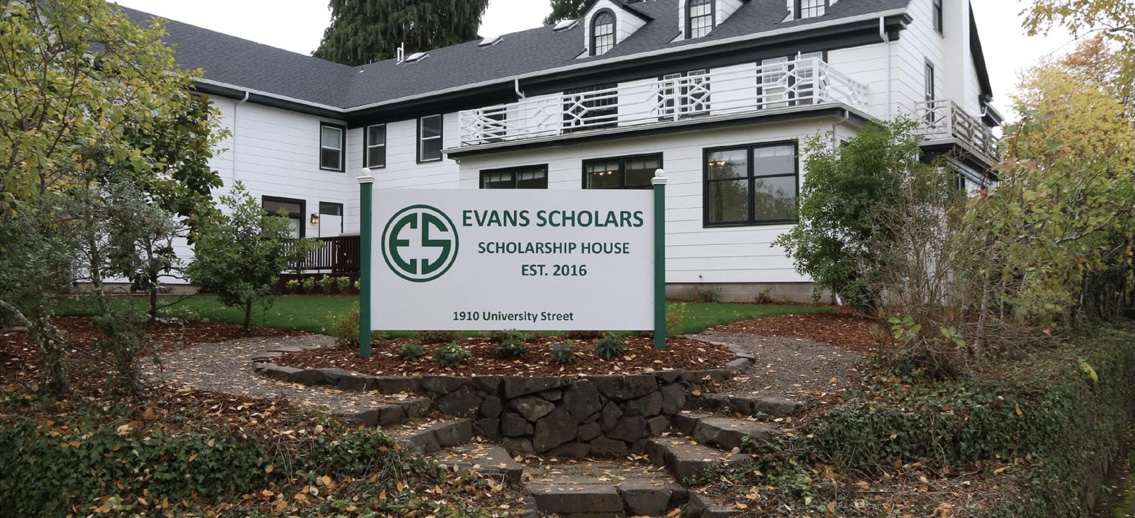 ES
EVANS SCHOLARS
SCHOLARSHIP HOUSE
EST. 2016
1910 University Street